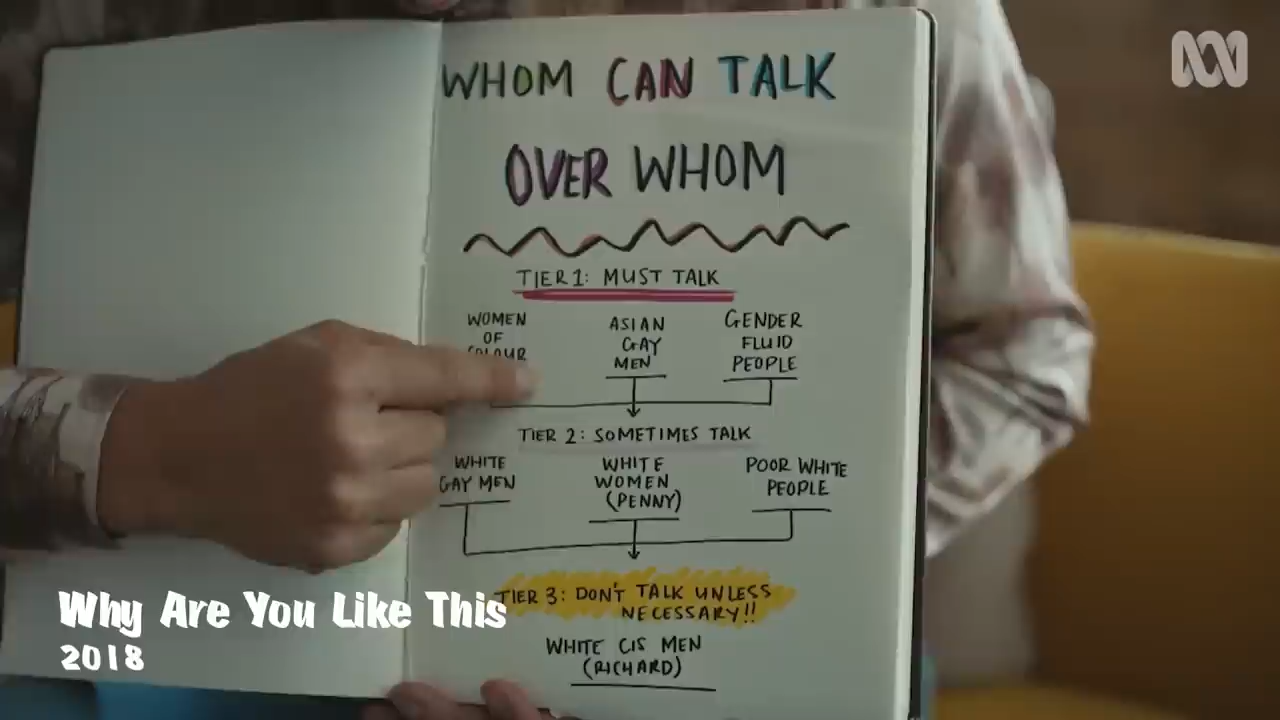 WHOM CAN TALK
OVER WHOM
TIER 1: MUST TALK
WOMEN
OF
COLOUR
ASIAN
GAY
MEN
GENDER
FLUID
PEOPLE
TIER 2: SOMETIMES TALK
WHITE
GAY MEN
WHITE
WOMEN
(PENNY)
POOR WHITE
PEOPLE
TIER 3: DON'T TALK UNLESS
NECESSARY!!
WHITE CIS MEN
(RICHARD)
Why Are You Like This
2018